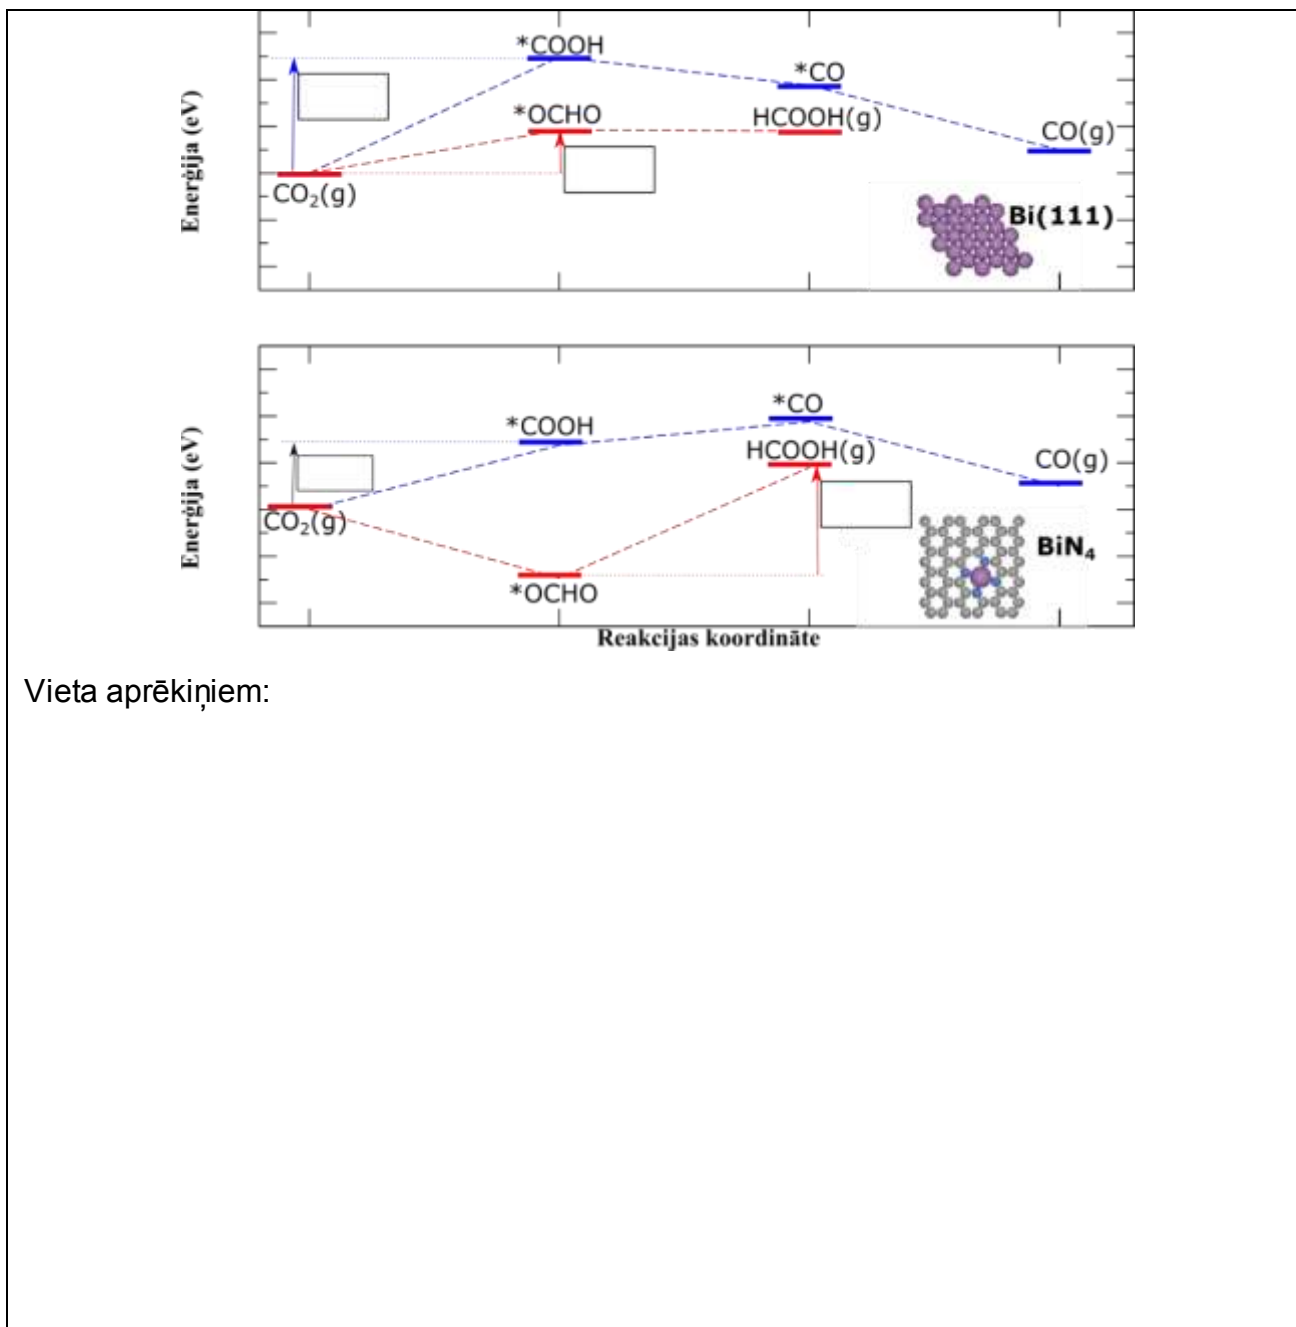 *COOH
*CO
*OCHO
HCOOH(g)
CO(g)
CO₂(g)
Enerģija (eV)
Bi(111)
*CO
*COOH
HCOOH(g)
CO(g)
CO₂(g)
*OCHO
Enerģija (eV)
BiN₄
Reakcijas koordināte
Vieta aprēķiņiem: